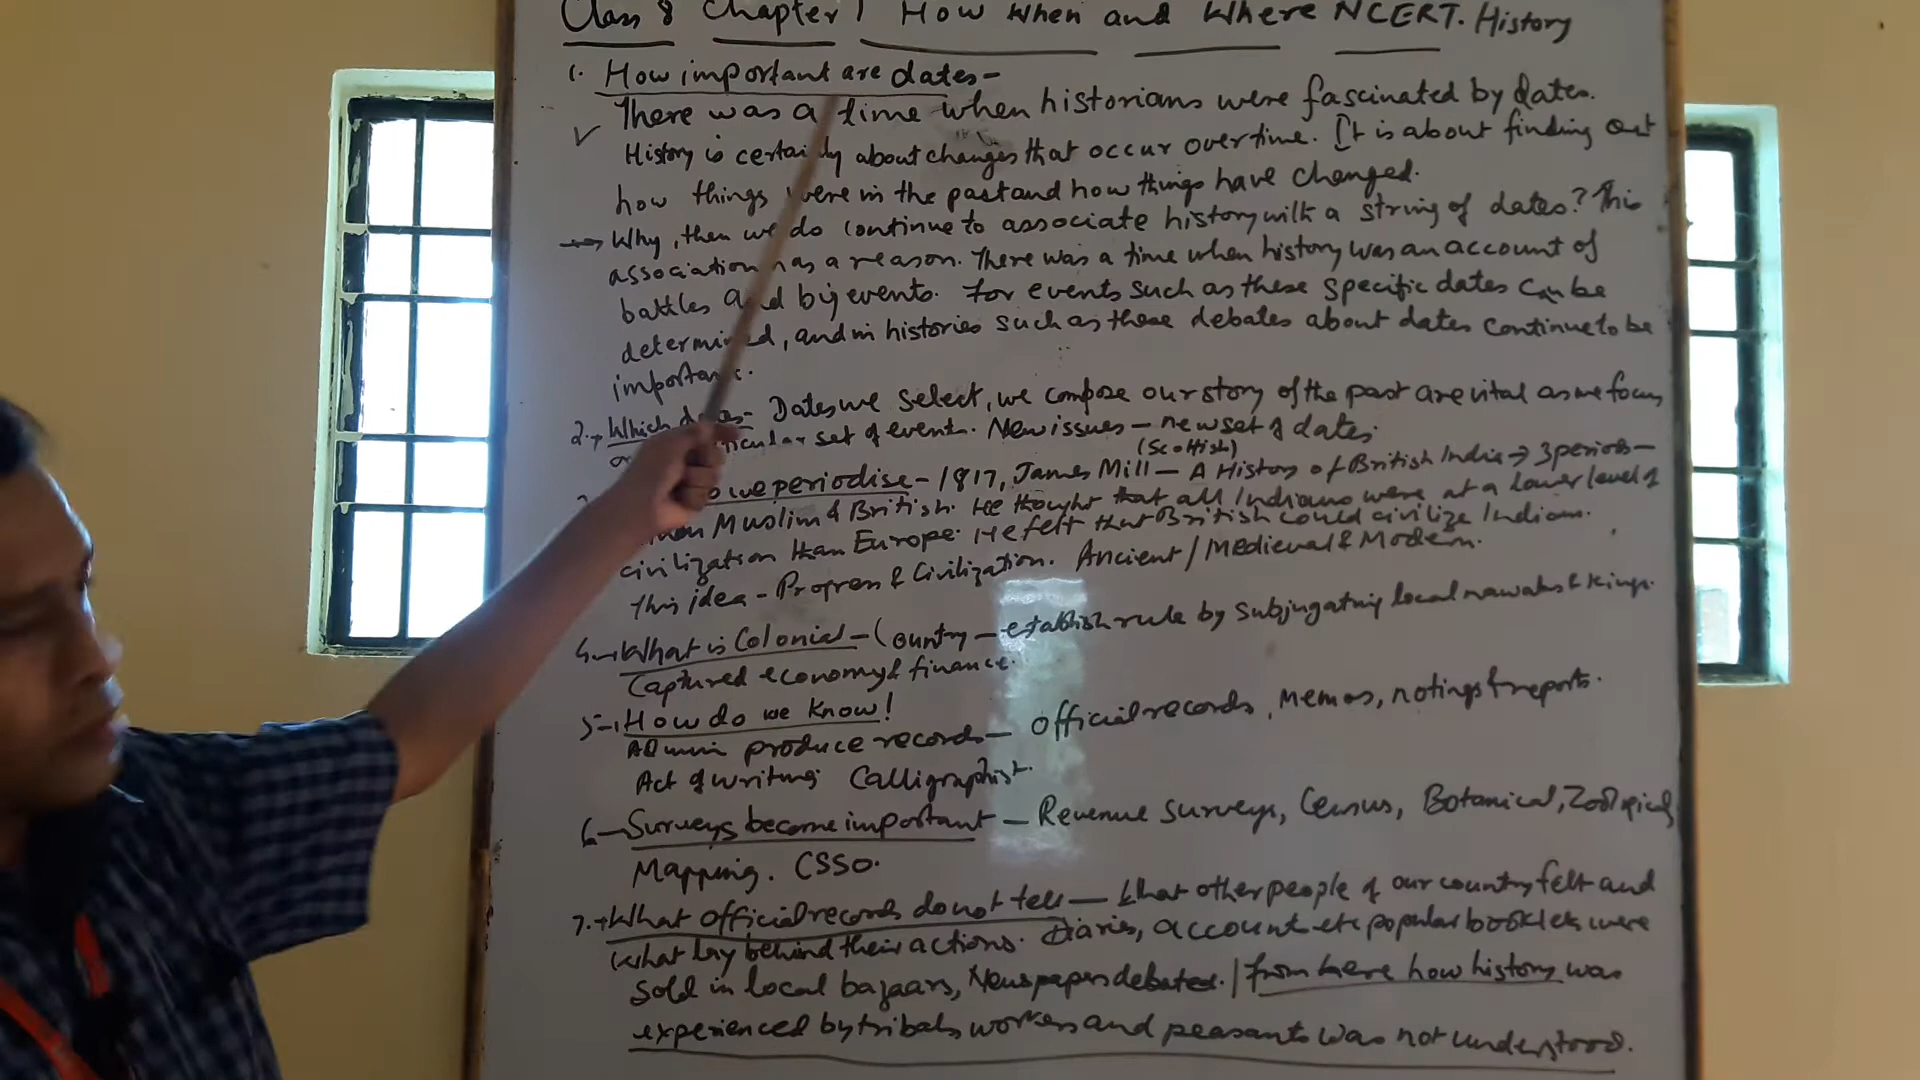 Class 8 Chapter 1 How When and Where NCERT. History
1. How important are dates-
There was a time when historians were fascinated by dates.
History is certainly about changes that occur over time. It is about finding out
how things were in the past and how things have changed.
Why, then we do continue to associate history with a string of dates? This
association has a reason. There was a time when history was an account of
battles and big events. For events such as these specific dates can be
determined, and in histories such as these debates about dates continue to be
important.
2. Which dates- Dates we select, we compose our story of the past are vital as we focus
set of events. New issues - new set of dates.
(Scottish)
we periodise - 1817, James Mill - A History of British India → 3 periods -
Muslim & British. He thought that all Indians were at a lower level of
civilization than Europe. He felt that British could civilize Indians.
This idea - Progress & Civilization. Ancient / Medieval & Modern.
4. What is Colonial - Country - establish rule by subjugating local nawabs & kings.
Captured economy & finance.
5. How do we know!
Admin produce records - official records, memos, notings & reports.
Act of writing Calligraphist.
6 - Surveys become important - Revenue surveys, Census, Botanical, Zoological
Mapping. CSSO.
7. What official records do not tell - What other people of our country felt and
what lay behind their actions. Diaries, account etc popular booklets were
sold in local bazaars, Newspapers debated. / from here how history was
experienced by tribals workers and peasants was not understood.